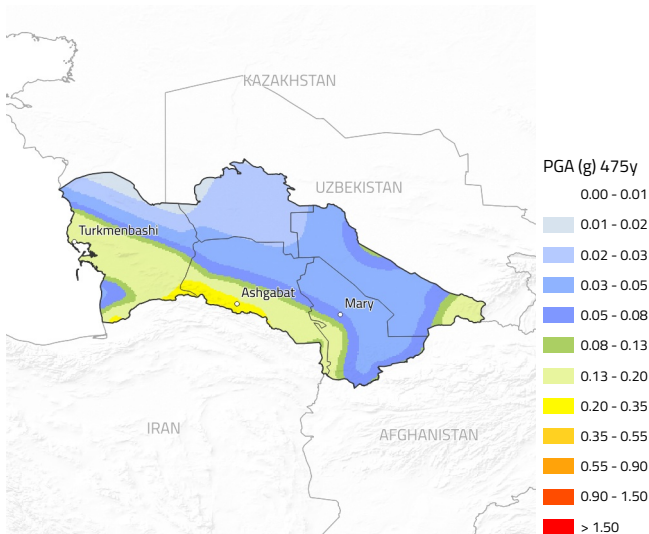 KAZAKHSTAN
UZBEKISTAN
Turkmenbashi
Ashgabat
Mary
IRAN
AFGHANISTAN
PGA (g) 475y
0.00 - 0.01
0.01 - 0.02
0.02 - 0.03
0.03 - 0.05
0.05 - 0.08
0.08 - 0.13
0.13 - 0.20
0.20 - 0.35
0.35 - 0.55
0.55 - 0.90
0.90 - 1.50
> 1.50